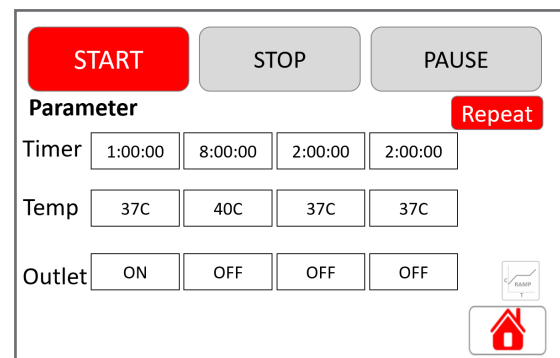 START STOP PAUSE
Parameter
Repeat
Timer 1:00:00 8:00:00 2:00:00 2:00:00
Temp 37C 40C 37C 37C
Outlet ON OFF OFF OFF
C RAMP
T